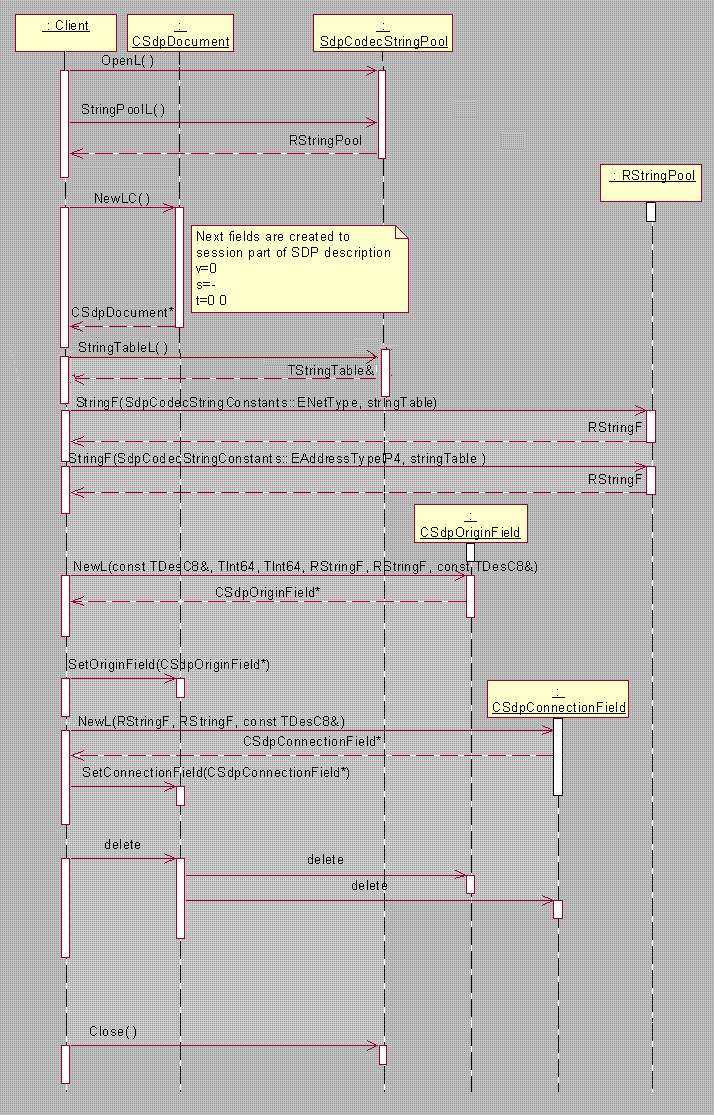 : Client
:
CSdpDocument
:
SdpCodecStringPool
OpenL()
StringPoolL()
RStringPool
: RStringPool
NewLC()
Next fields are created to
session part of SDP description
v=0
s=-
t=0 0
CSdpDocument*
StringTableL()
TStringTable&
StringF(SdpCodecStringConstants::ENetType, stringTable)
RStringF
StringF(SdpCodecStringConstants::EAddressTypeIP4, stringTable )
RStringF
:
CSdpOriginField
NewL(const TDesC8&, TInt64, TInt64, RStringF, RStringF, const TDesC8&)
CSdpOriginField*
SetOriginField(CSdpOriginField*)
:
CSdpConnectionField
NewL(RStringF, RStringF, const TDesC8&)
CSdpConnectionField*
SetConnectionField(CSdpConnectionField*)
delete
delete
delete
Close()